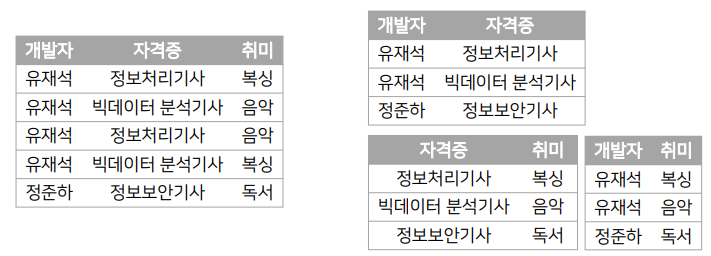 개발자 자격증 취미
유재석 정보처리기사 복싱
유재석 빅데이터 분석기사 음악
유재석 정보처리기사 음악
유재석 빅데이터 분석기사 복싱
정준하 정보보안기사 독서
개발자 자격증
유재석 정보처리기사
유재석 빅데이터 분석기사
정준하 정보보안기사
자격증 취미
정보처리기사 복싱
빅데이터 분석기사 음악
정보보안기사 독서
개발자 취미
유재석 복싱
유재석 음악
정준하 독서